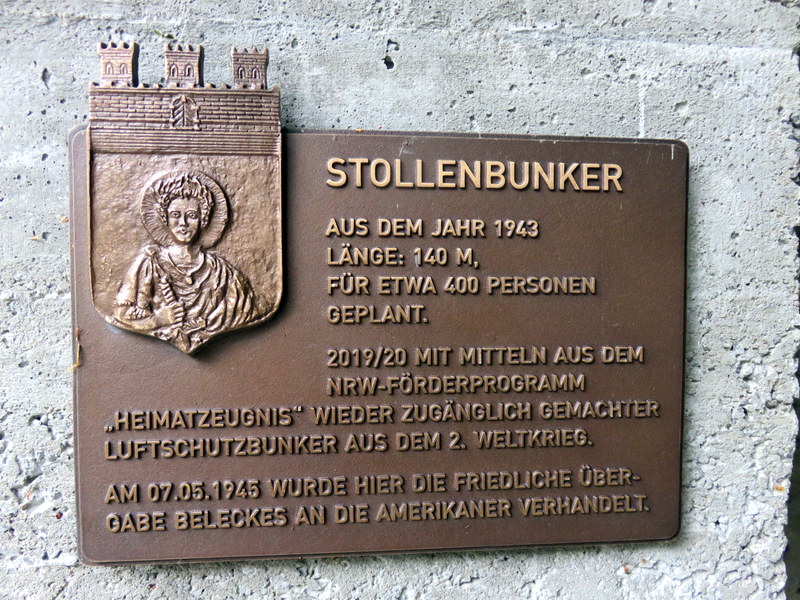 STOLLENBUNKER
AUS DEM JAHR 1943
LÄNGE: 140 M,
FÜR ETWA 400 PERSONEN
GEPLANT.
2019/20 MIT MITTELN AUS DEM
NRW-FÖRDERPROGRAMM
„HEIMATZEUGNIS“ WIEDER ZUGÄNGLICH GEMACHTER
LUFTSCHUTZBUNKER AUS DEM 2. WELTKRIEG.
AM 07.05.1945 WURDE HIER DIE FRIEDLICHE ÜBER-
GABE BELECKES AN DIE AMERIKANER VERHANDELT.